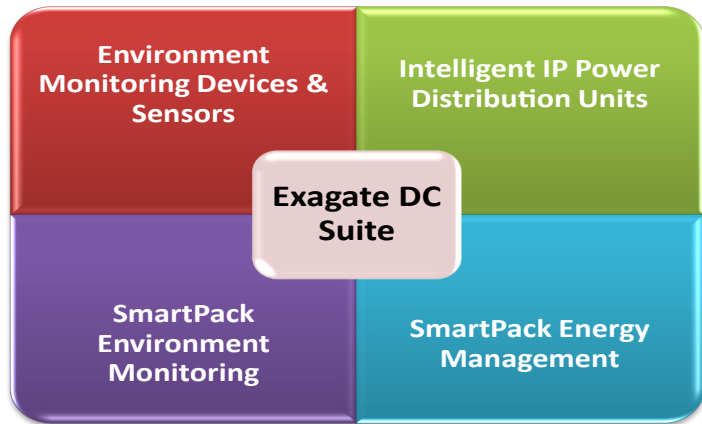 Environment
Monitoring Devices &
Sensors
Intelligent IP Power
Distribution Units
Exagate DC
Suite
SmartPack
Environment
Monitoring
SmartPack Energy
Management